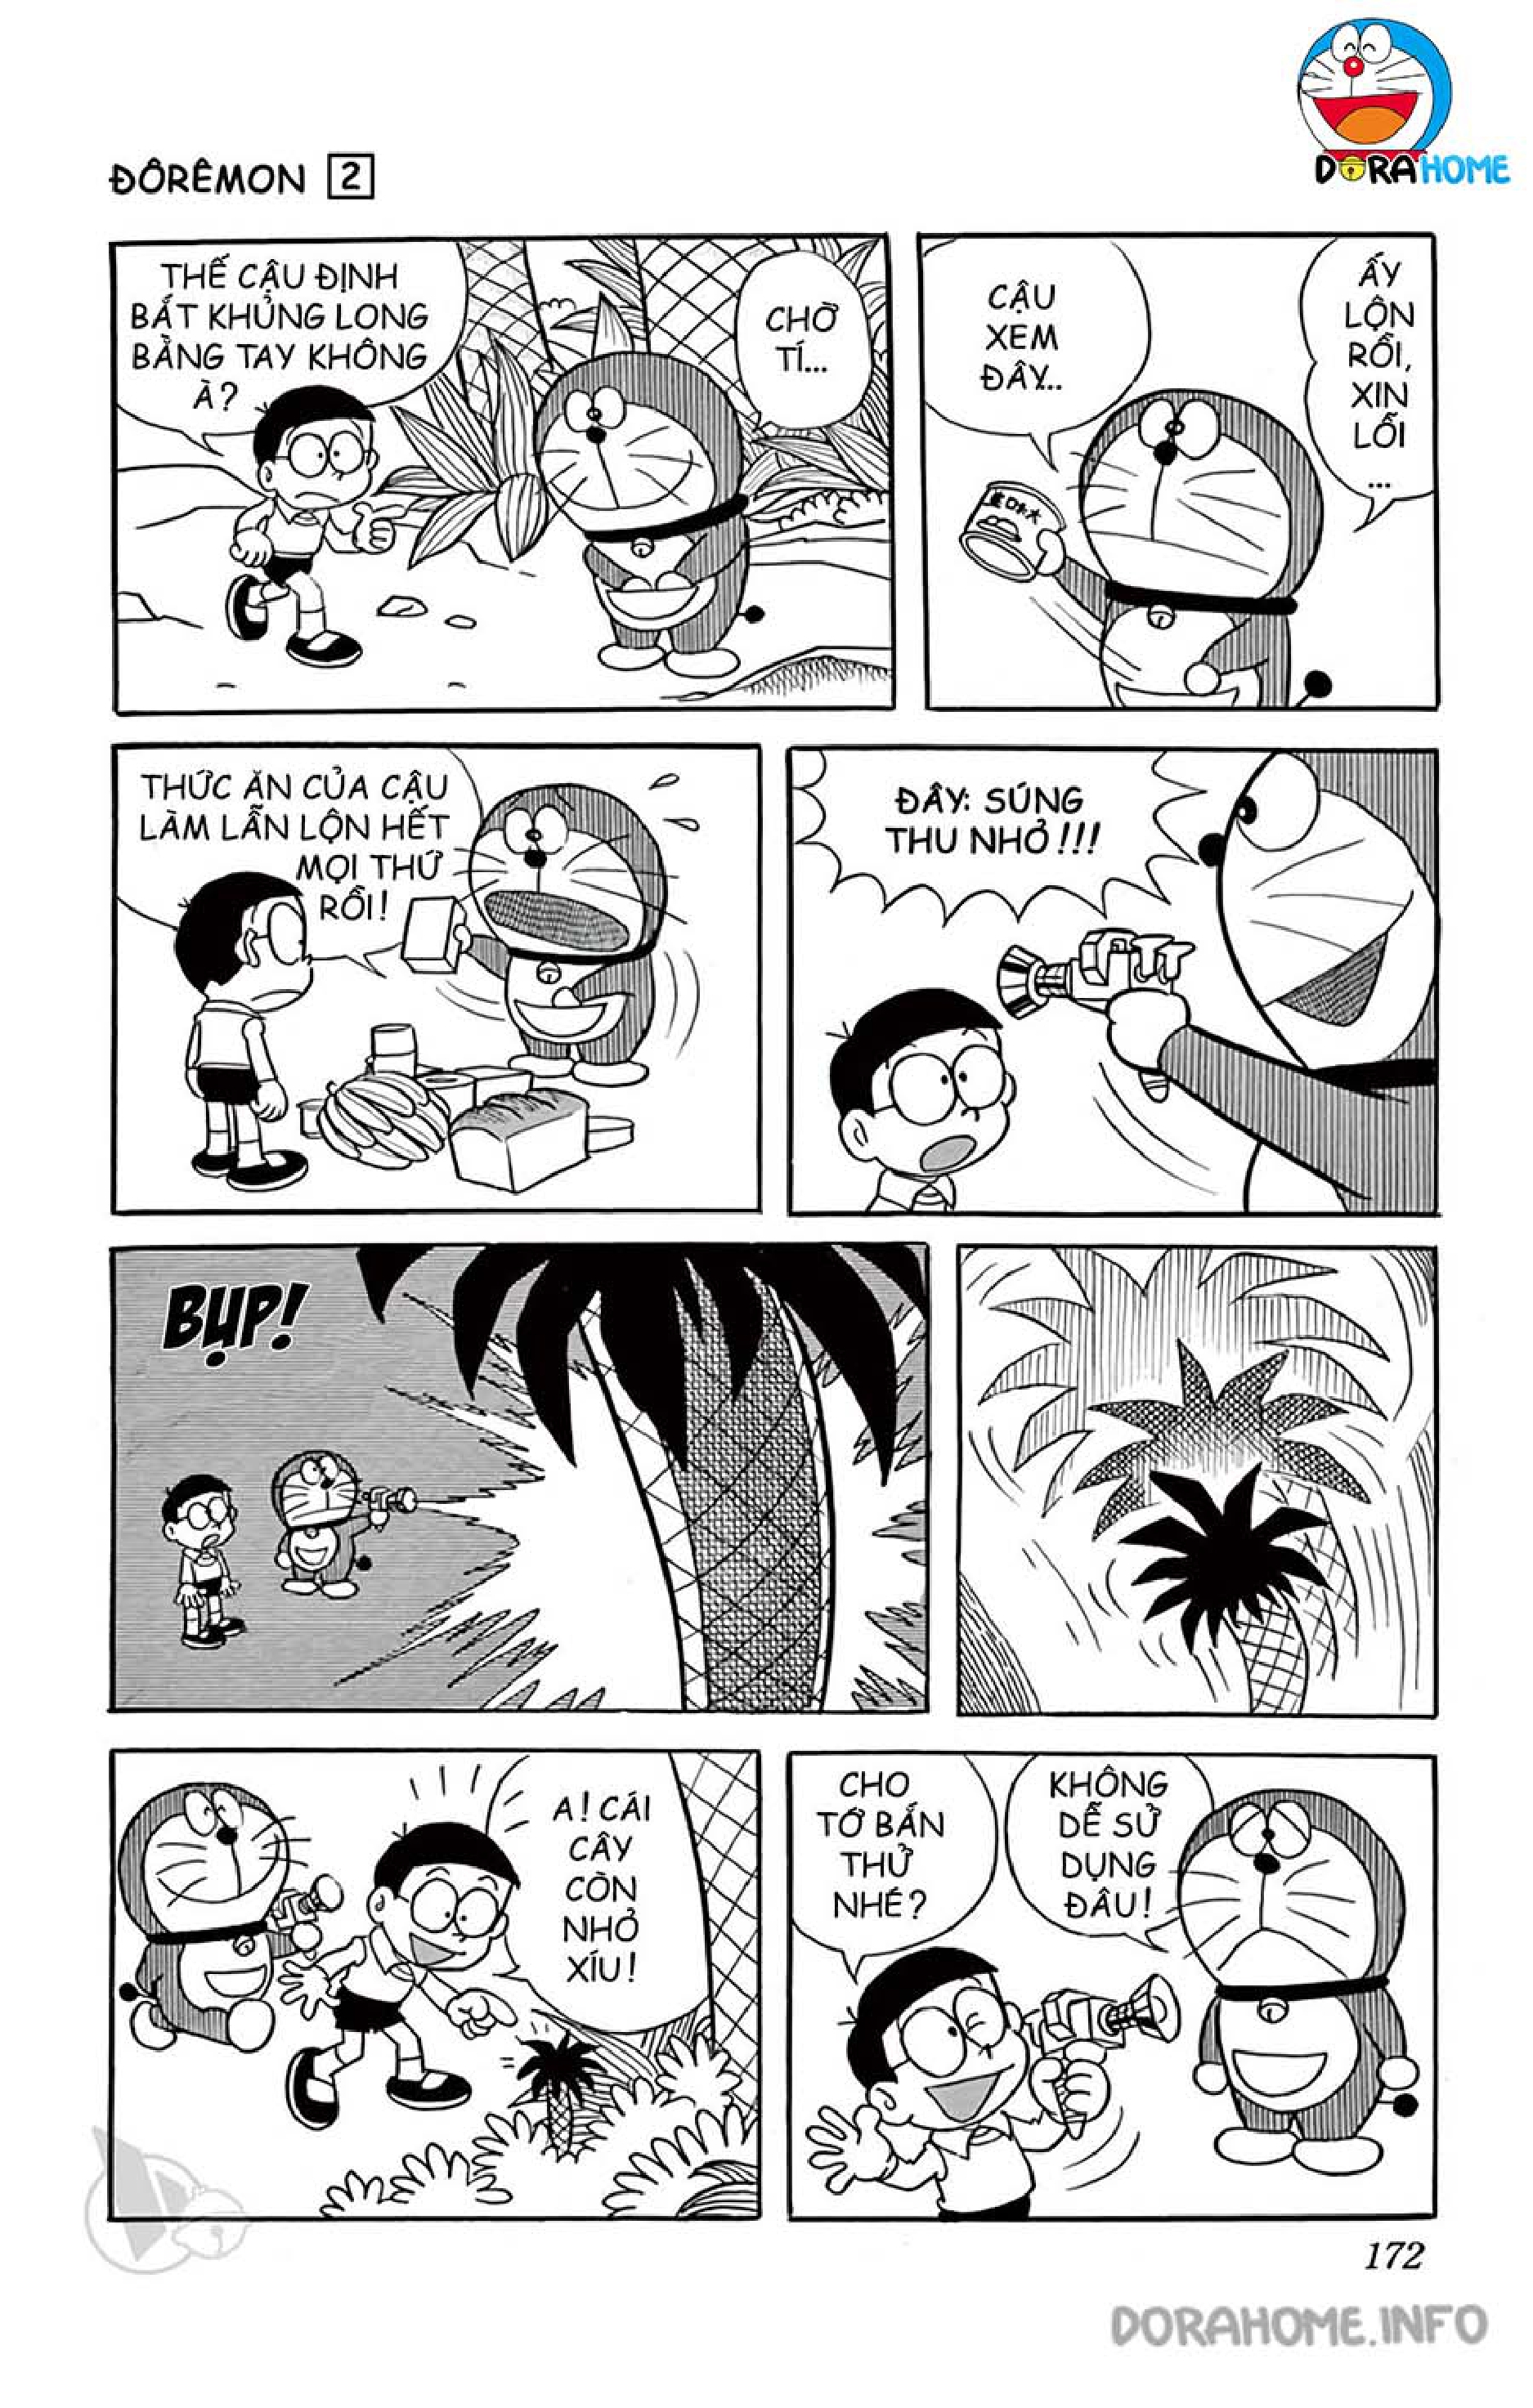 DORAHOME
ĐÔRÊMON 2
THẾ CẬU ĐỊNH
BẮT KHỦNG LONG
BẰNG TAY KHÔNG
À?
CHỜ
TÍ...
CẬU
XEM
ĐÂY...
ẤY
LỘN
RỒI,
XIN
LỖI
...
THỨC ĂN CỦA CẬU
LÀM LẪN LỘN HẾT
MỌI THỨ
RỒI!
ĐÂY: SÚNG
THU NHỎ!!!
BỤP!
A! CÁI
CÂY
CÒN
NHỎ
XÍU!
CHO
TỚ BẮN
THỬ
NHÉ?
KHÔNG
DỄ SỬ
DỤNG
ĐÂU!
172
DORAHOME.INFO